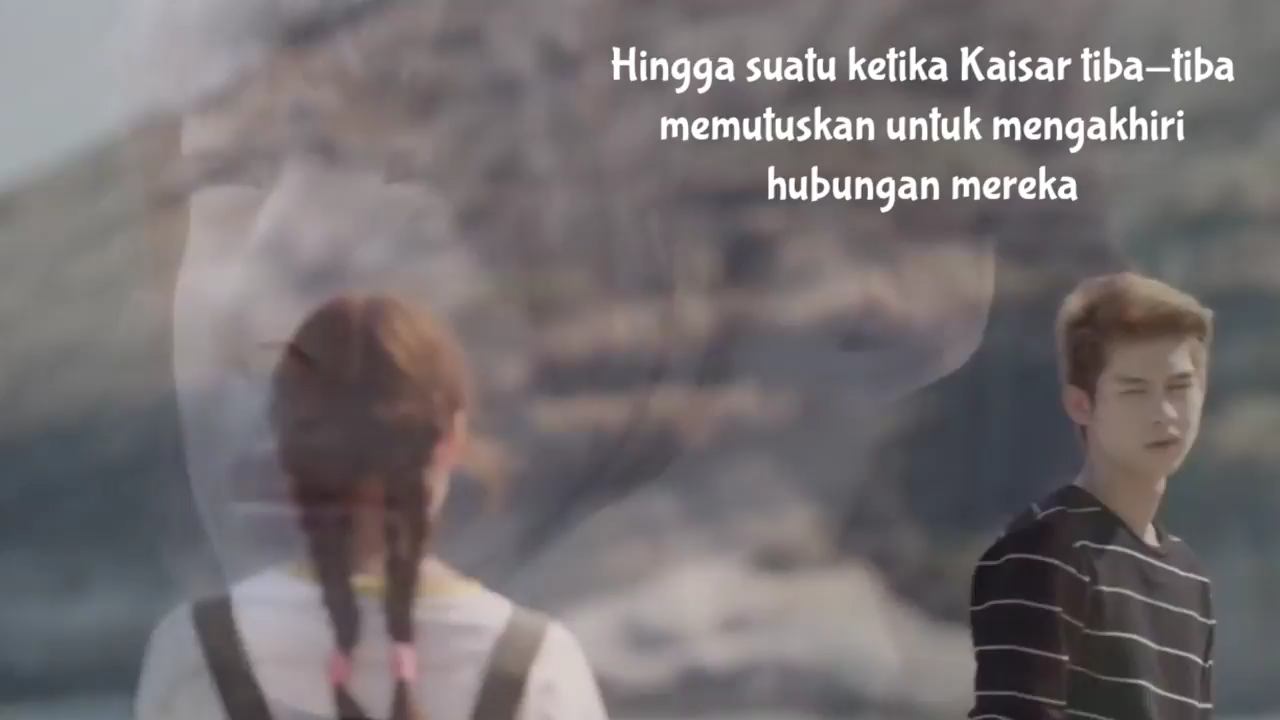 Hingga suatu ketika Kaisar tiba-tiba
memutuskan untuk mengakhiri
hubungan mereka